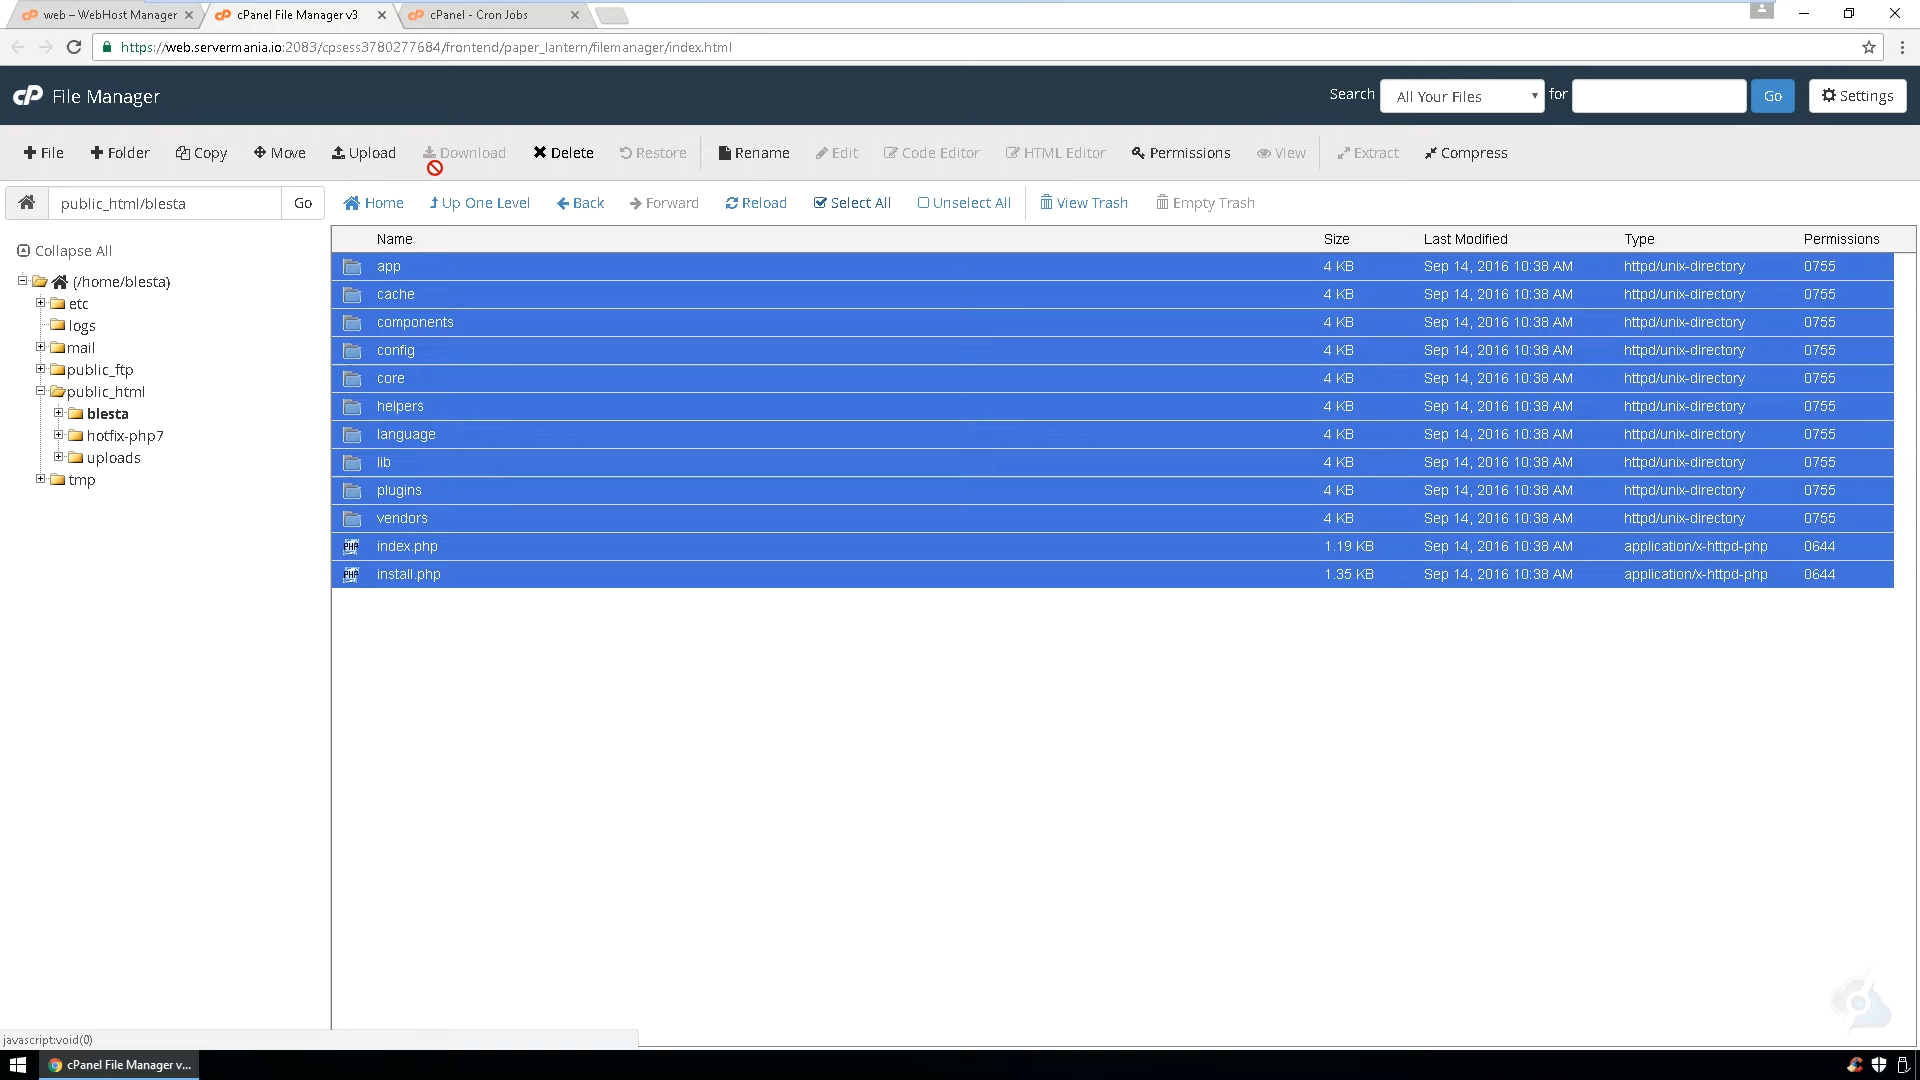 web – WebHost Manager
cPanel File Manager v3
cPanel - Cron Jobs
https://web.servermania.io:2083/cpsess3780277684/frontend/paper_lantern/filemanager/index.html
cP File Manager
Search All Your Files for Go Settings
File Folder Copy Move Upload Download Delete Restore Rename Edit Code Editor HTML Editor Permissions View Extract Compress
public_html/blesta Go Home Up One Level Back Forward Reload Select All Unselect All View Trash Empty Trash
Collapse All
(/home/blesta)
etc
logs
mail
public_ftp
public_html
blesta
hotfix-php7
uploads
tmp
Name Size Last Modified Type Permissions
app 4 KB Sep 14, 2016 10:38 AM httpd/unix-directory 0755
cache 4 KB Sep 14, 2016 10:38 AM httpd/unix-directory 0755
components 4 KB Sep 14, 2016 10:38 AM httpd/unix-directory 0755
config 4 KB Sep 14, 2016 10:38 AM httpd/unix-directory 0755
core 4 KB Sep 14, 2016 10:38 AM httpd/unix-directory 0755
helpers 4 KB Sep 14, 2016 10:38 AM httpd/unix-directory 0755
language 4 KB Sep 14, 2016 10:38 AM httpd/unix-directory 0755
lib 4 KB Sep 14, 2016 10:38 AM httpd/unix-directory 0755
plugins 4 KB Sep 14, 2016 10:38 AM httpd/unix-directory 0755
vendors 4 KB Sep 14, 2016 10:38 AM httpd/unix-directory 0755
PHP index.php 1.19 KB Sep 14, 2016 10:38 AM application/x-httpd-php 0644
PHP install.php 1.35 KB Sep 14, 2016 10:38 AM application/x-httpd-php 0644
javascript:void(0)
cPanel File Manager v...